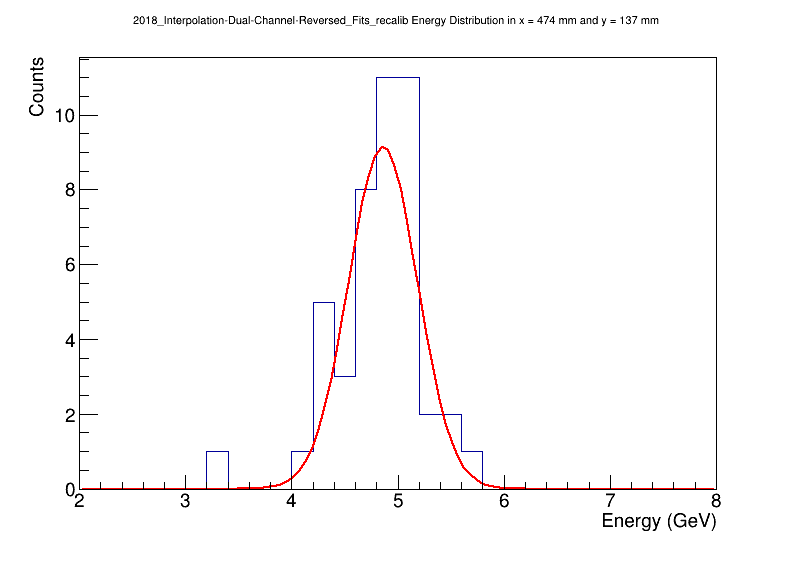 2018_Interpolation-Dual-Channel-Reversed_Fits_recalib Energy Distribution in x = 474 mm and y = 137 mm
Counts
10
8
6
4
2
0
2 3 4 5 6 7 8
Energy (GeV)